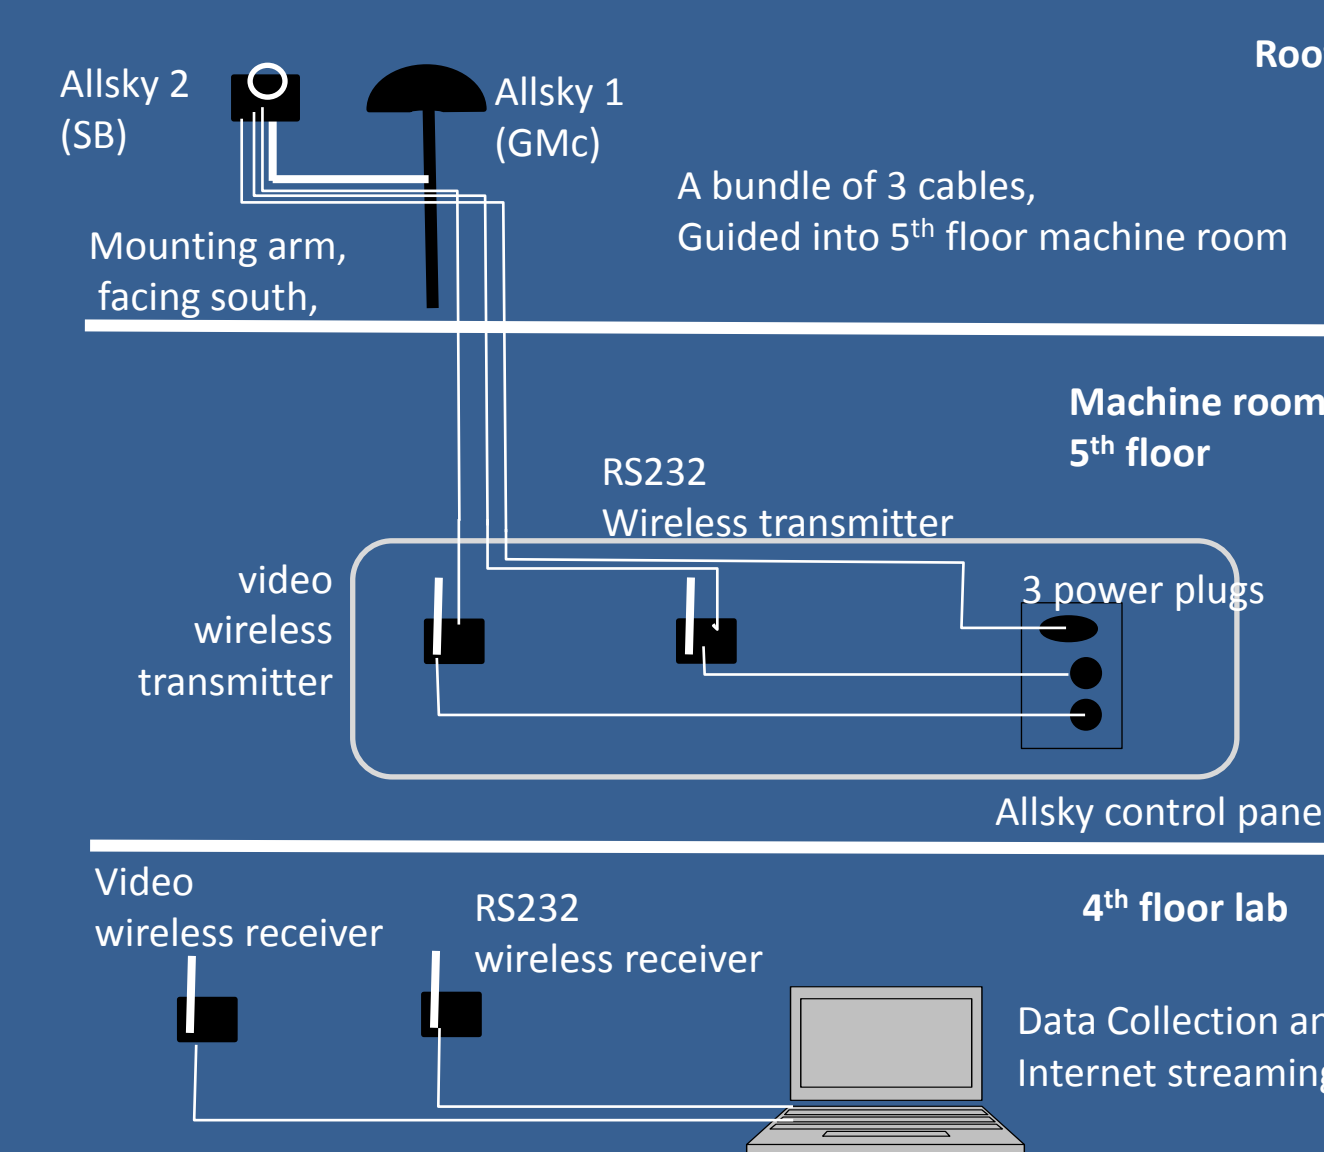 Roo
Allsky 2
(SB)
Allsky 1
(GMc)
A bundle of 3 cables,
Guided into 5th floor machine room
Mounting arm,
facing south,
Machine room
5th floor
RS232
Wireless transmitter
video
wireless
transmitter
3 power plugs
Allsky control pane
Video
wireless receiver
RS232
wireless receiver
4th floor lab
Data Collection an
Internet streaming